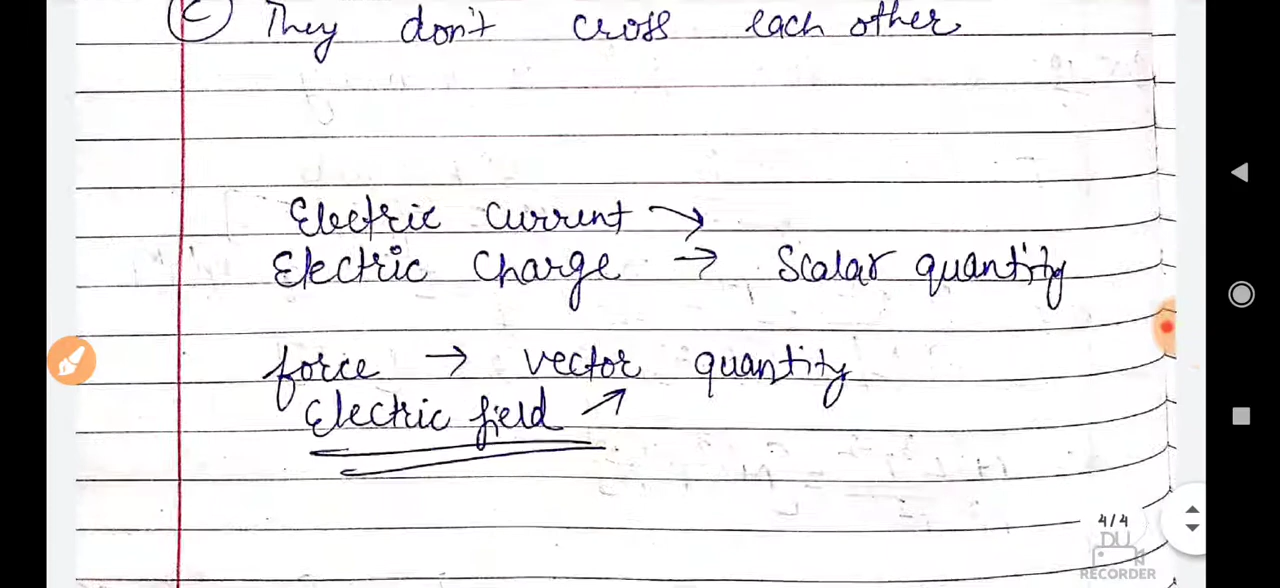 (C) They don't cross each other
Electric Current →
Electric Charge → Scalar quantity
force → vector quantity
Electric field ↗
4/4
DU
RECORDER